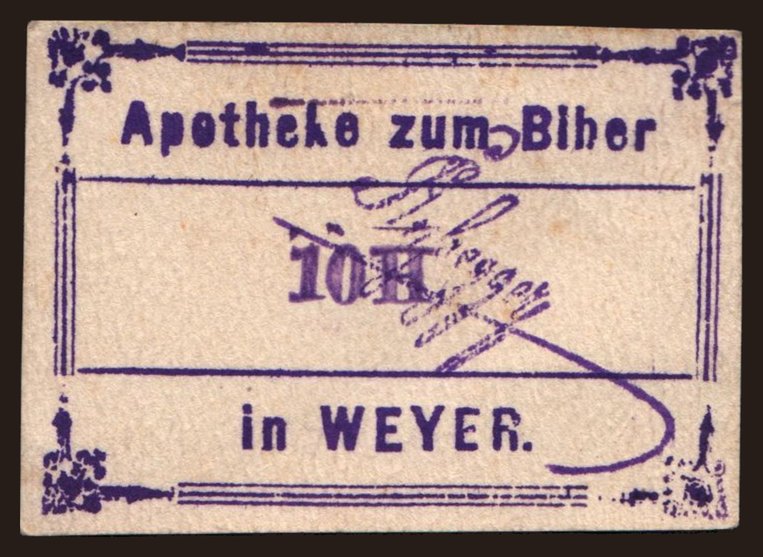 Apotheke zum Biber
10 H
in WEYER.